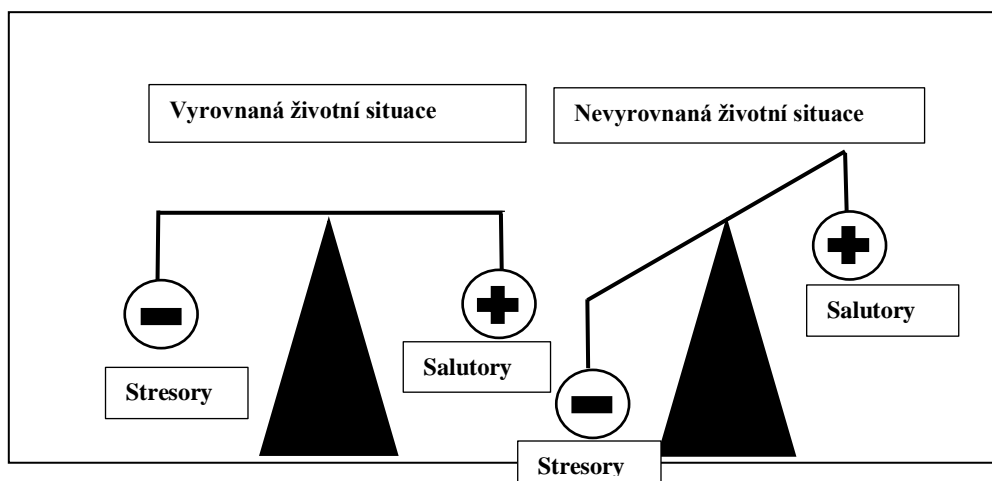 Vyrovnaná životní situace
Nevyrovnaná životní situace
Stresory
Salutory
Salutory
Stresory